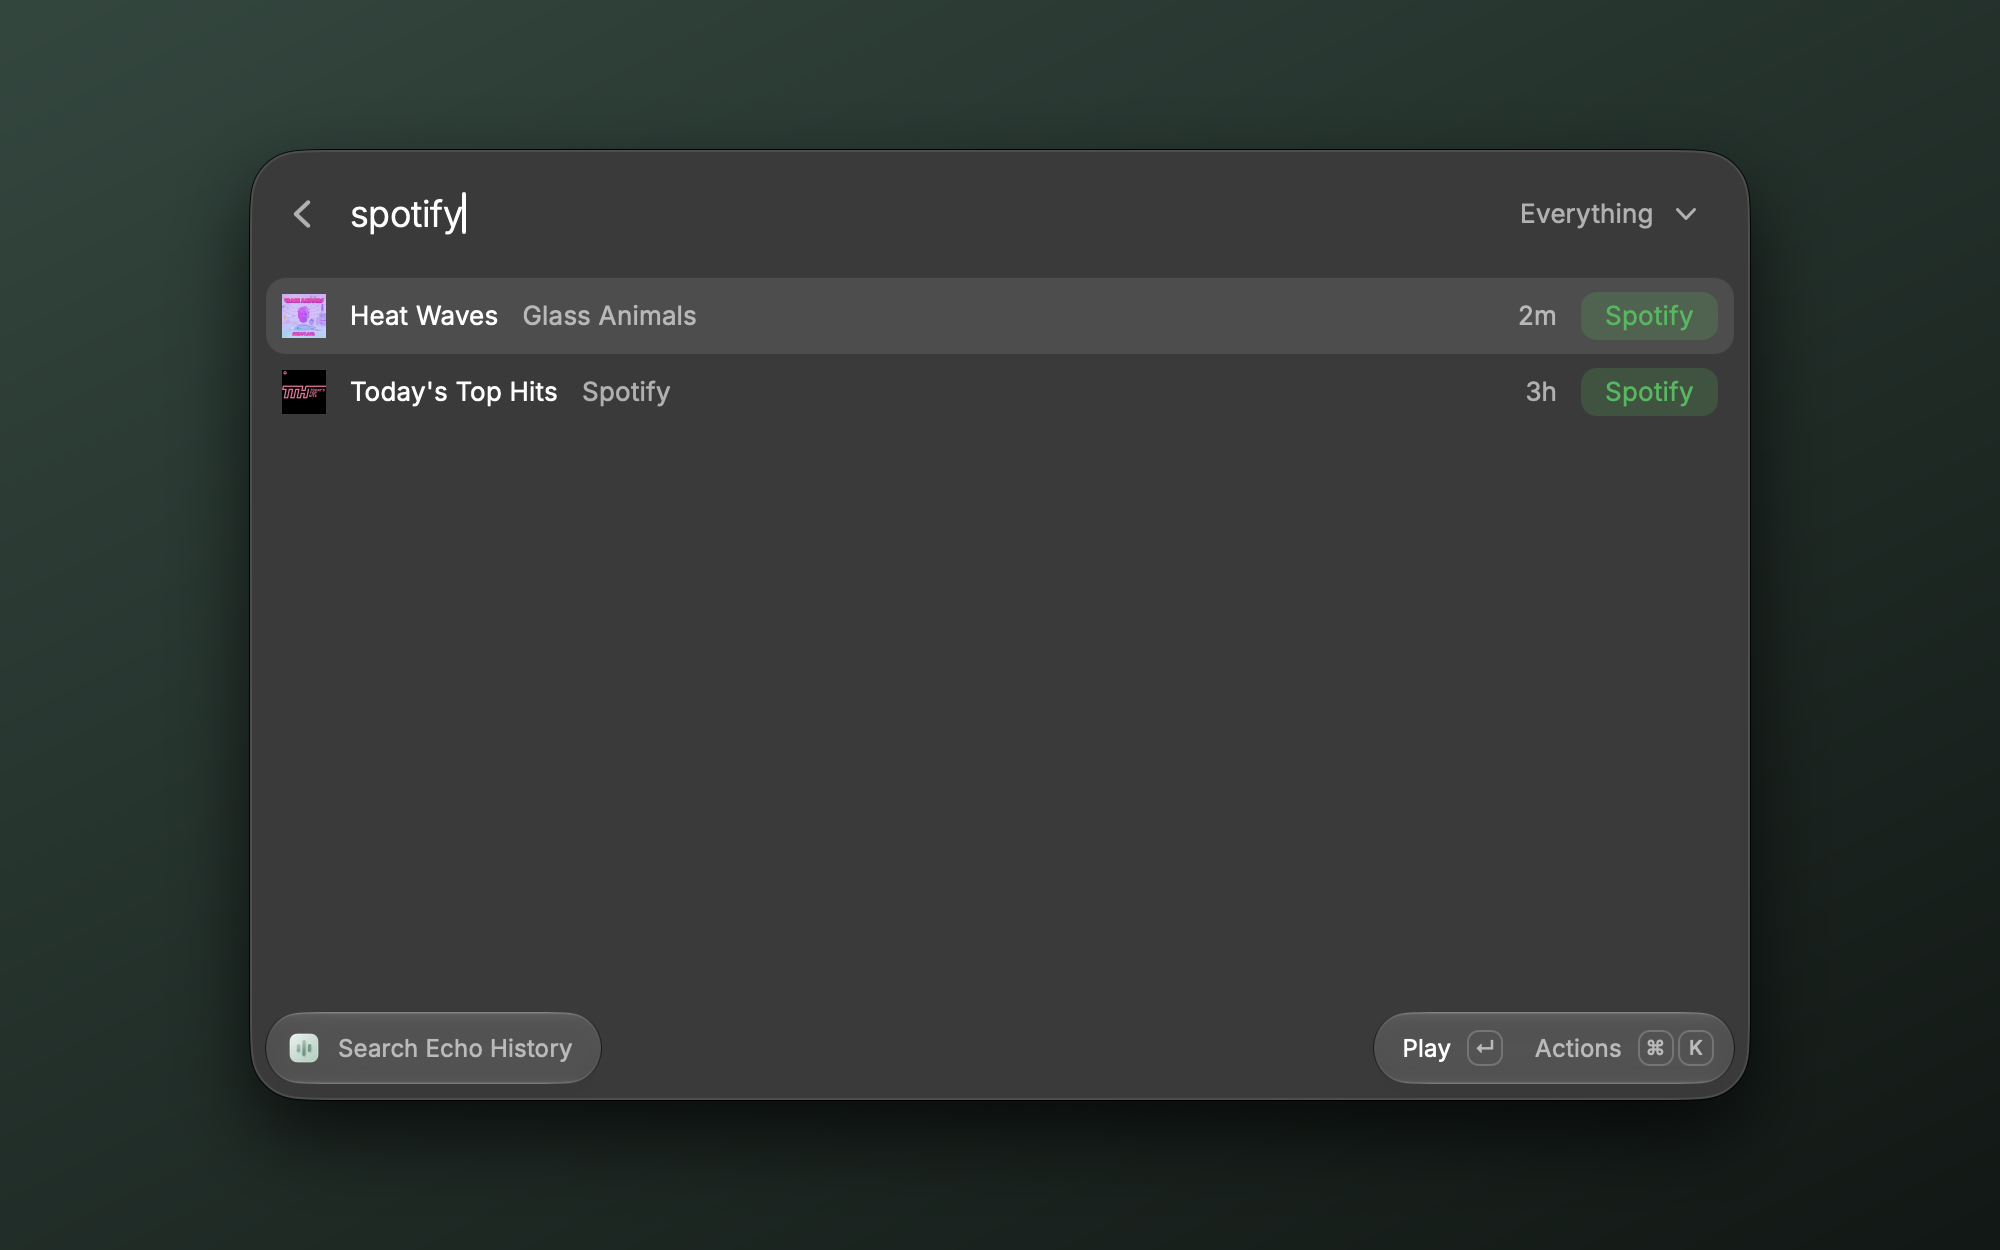 spotify
Everything
Heat Waves Glass Animals 2m Spotify
Today's Top Hits Spotify 3h Spotify
Search Echo History
Play ↵ Actions ⌘ K